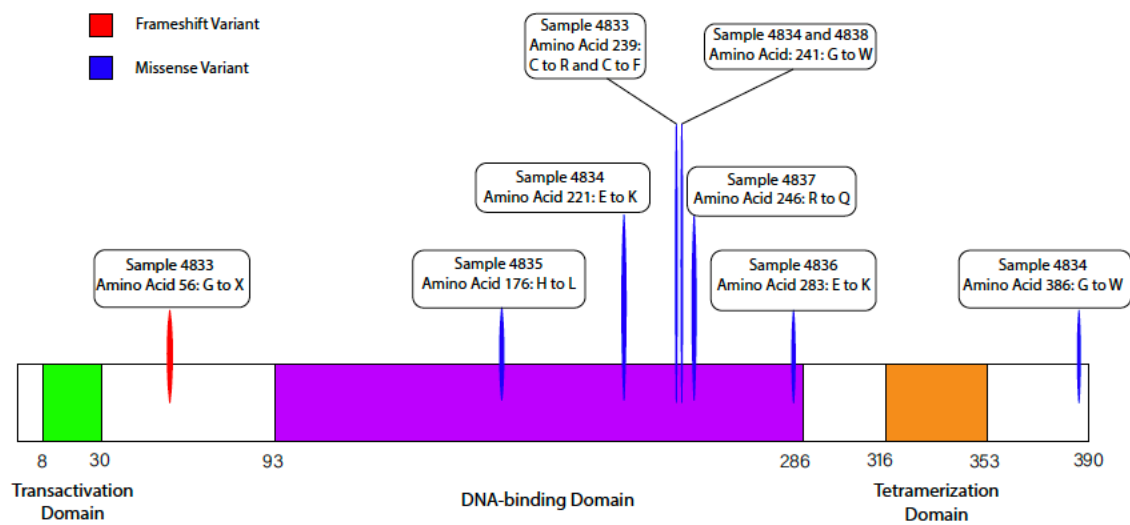 Frameshift Variant
Missense Variant
Sample 4833
Amino Acid 239:
C to R and C to F
Sample 4834 and 4838
Amino Acid: 241: G to W
Sample 4834
Amino Acid 221: E to K
Sample 4837
Amino Acid 246: R to Q
Sample 4833
Amino Acid 56: G to X
Sample 4835
Amino Acid 176: H to L
Sample 4836
Amino Acid 283: E to K
Sample 4834
Amino Acid 386: G to W
8
30
93
286
316
353
390
Transactivation
Domain
DNA-binding Domain
Tetramerization
Domain